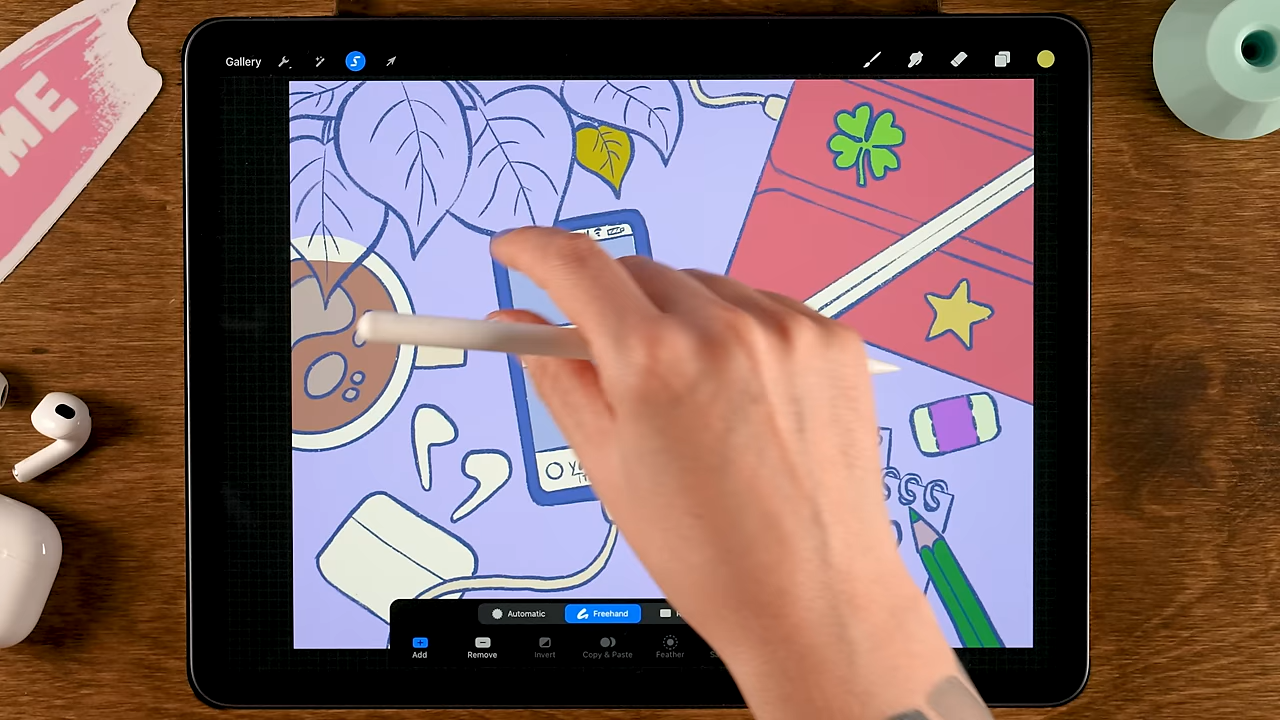 ME
Gallery
Automatic
Freehand
Add
Remove
Invert
Copy & Paste
Feather